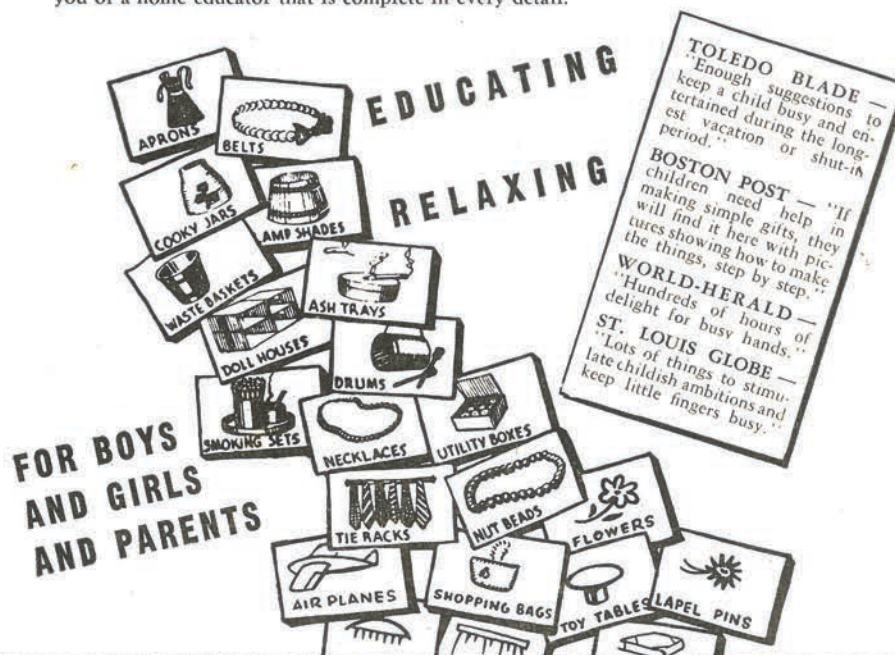 you of a home educator that is complete in every detail.
EDUCATING
RELAXING
FOR BOYS
AND GIRLS
AND PARENTS
APRONS
BELTS
COOKY JARS
AMP SHADES
WASTE BASKETS
ASH TRAYS
DOLL HOUSES
DRUMS
SMOKING SETS
NECKLACES
UTILITY BOXES
TIE RACKS
NUT BEADS
FLOWERS
AIR PLANES
SHOPPING BAGS
TOY TABLES
LAPEL PINS
TOLEDO BLADE —
"Enough suggestions to
keep a child busy and en-
tertained during the long-
est vacation or shut-in
period."
BOSTON POST — "If
children need help in
making simple gifts, they
will find it here with pic-
tures showing how to make
the things, step by step."
WORLD-HERALD —
"Hundreds of hours of
delight for busy hands."
ST. LOUIS GLOBE —
"Lots of things to stimu-
late childish ambitions and
keep little fingers busy."